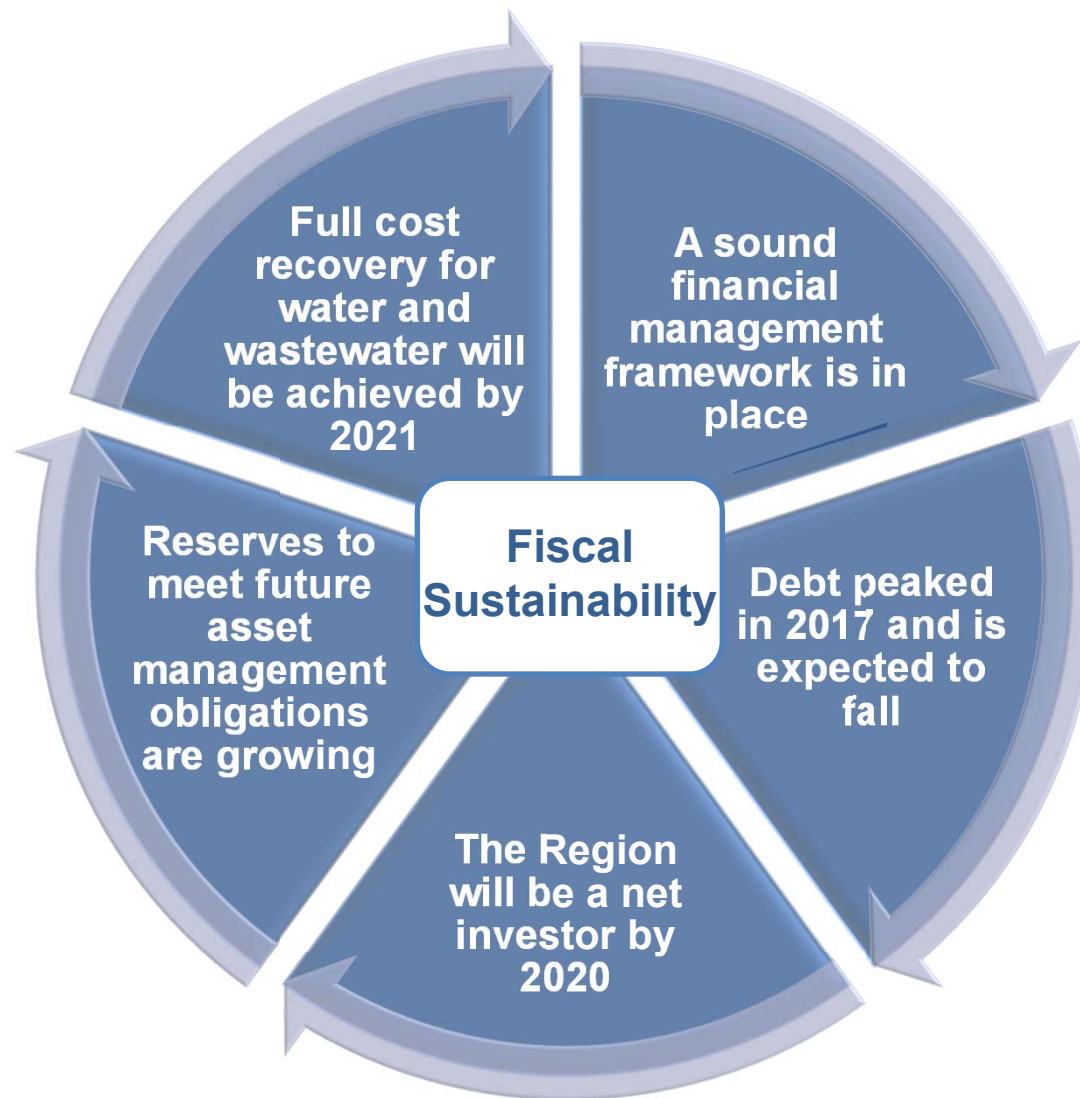 Full cost
recovery for
water and
wastewater will
be achieved by
2021
A sound
financial
management
framework is in
place
Fiscal
Sustainability
Reserves to
meet future
asset
management
obligations
are growing
Debt peaked
in 2017 and is
expected to
fall
The Region
will be a net
investor by
2020